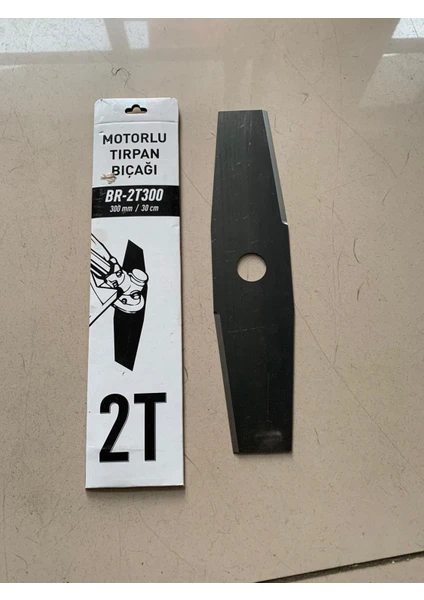 MOTORLU
TIRPAN
BIÇAĞI
BR-2T300
300 mm / 30 cm
2T